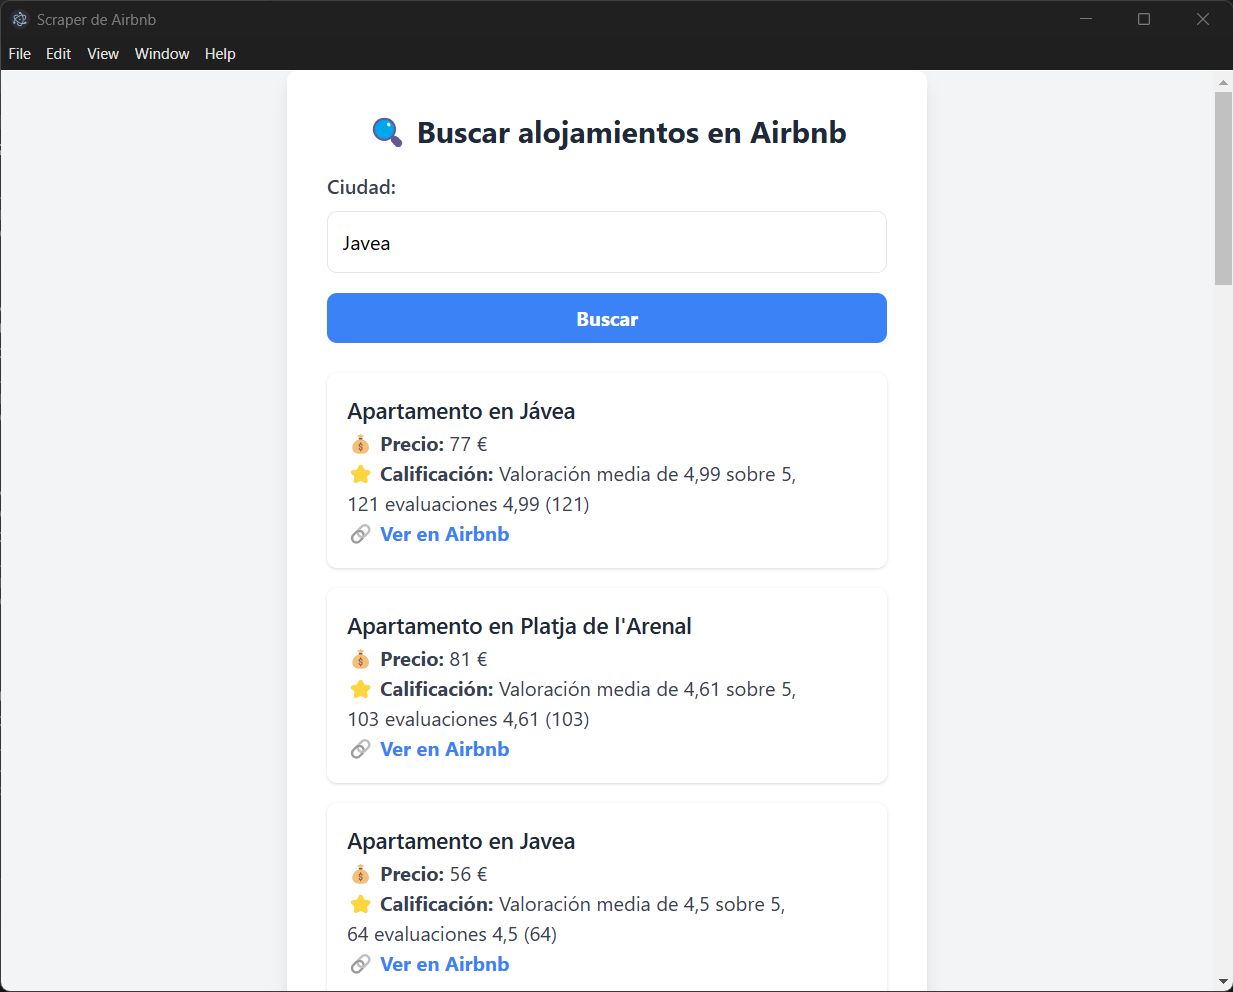 Scraper de Airbnb
File Edit View Window Help
Buscar alojamientos en Airbnb
Ciudad:
Javea
Buscar
Apartamento en Jávea
Precio: 77 €
Calificación: Valoración media de 4,99 sobre 5,
121 evaluaciones 4,99 (121)
Ver en Airbnb
Apartamento en Platja de l'Arenal
Precio: 81 €
Calificación: Valoración media de 4,61 sobre 5,
103 evaluaciones 4,61 (103)
Ver en Airbnb
Apartamento en Javea
Precio: 56 €
Calificación: Valoración media de 4,5 sobre 5,
64 evaluaciones 4,5 (64)
Ver en Airbnb